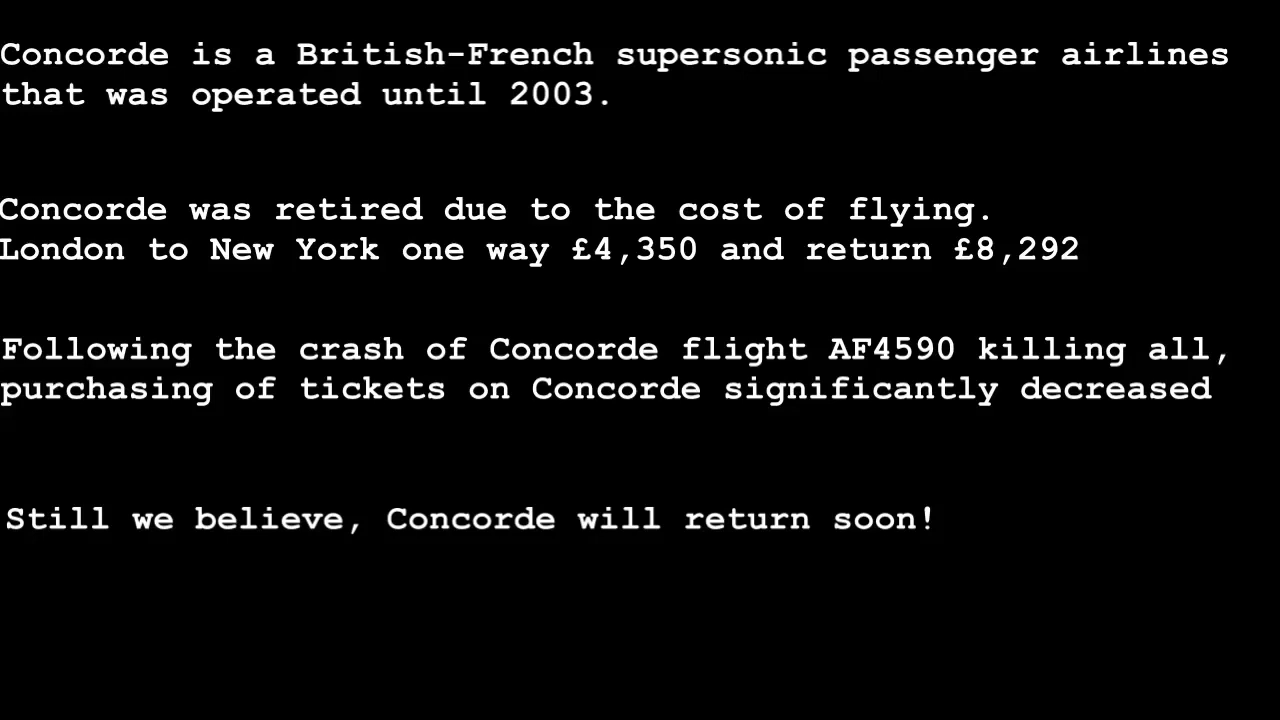 Concorde is a British-French supersonic passenger airlines
that was operated until 2003.
Concorde was retired due to the cost of flying.
London to New York one way £4,350 and return £8,292
Following the crash of Concorde flight AF4590 killing all,
purchasing of tickets on Concorde significantly decreased
Still we believe, Concorde will return soon!